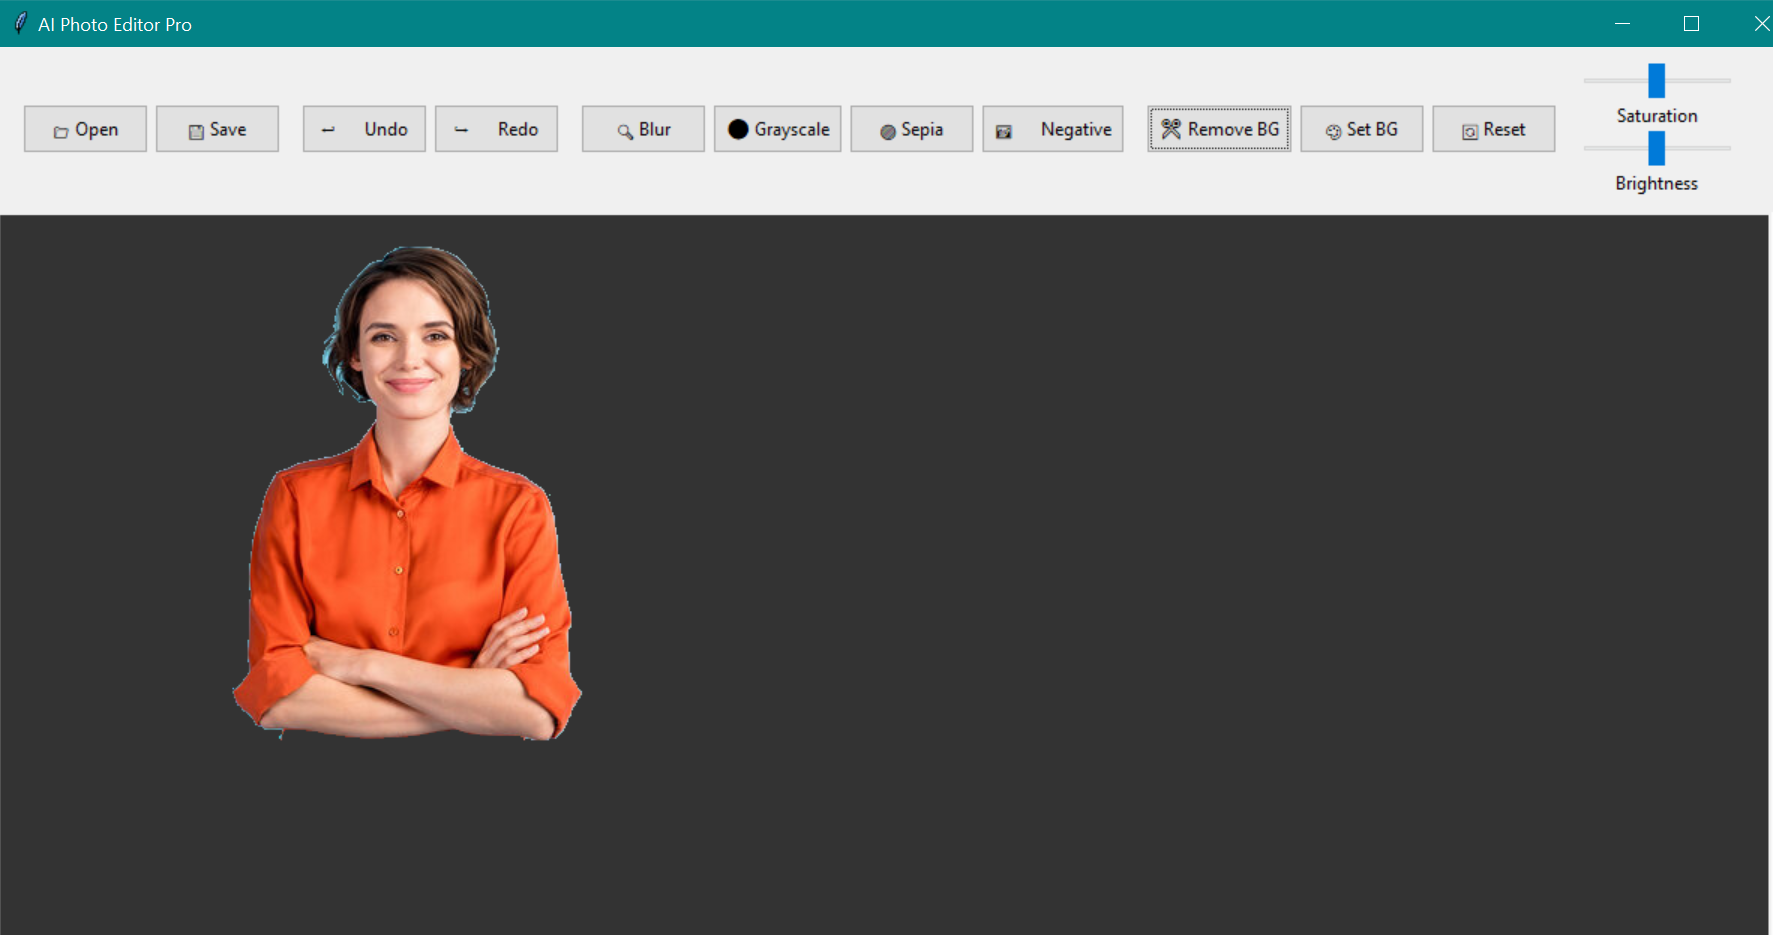 AI Photo Editor Pro
Open
Save
Undo
Redo
Blur
Grayscale
Sepia
Negative
Remove BG
Set BG
Reset
Saturation
Brightness